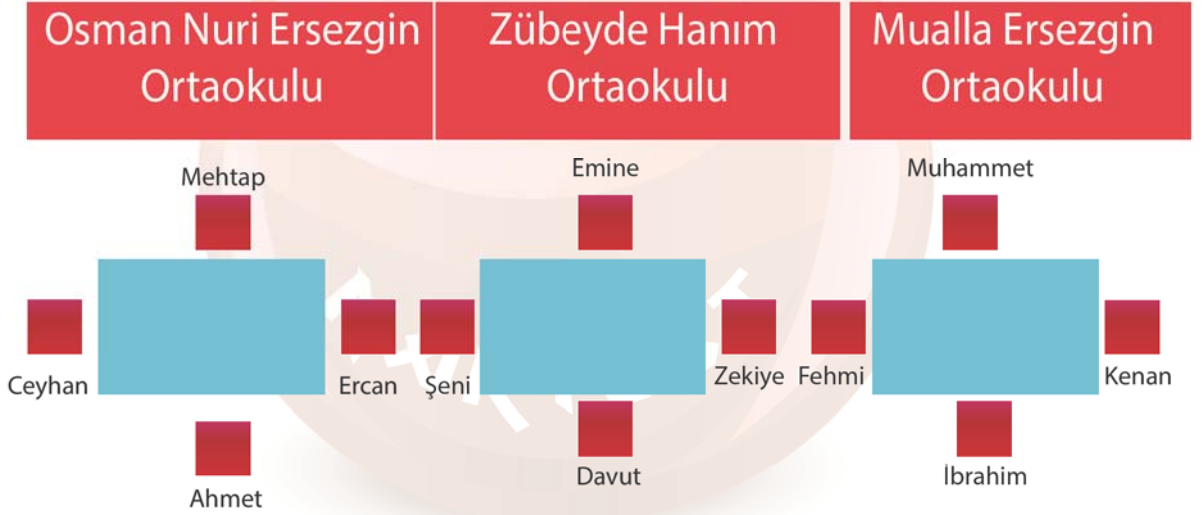 Osman Nuri Ersezgin
Ortaokulu
Zübeyde Hanım
Ortaokulu
Mualla Ersezgin
Ortaokulu
Mehtap
Emine
Muhammet
Ceyhan
Ercan
Şeni
Zekiye
Fehmi
Kenan
Ahmet
Davut
İbrahim